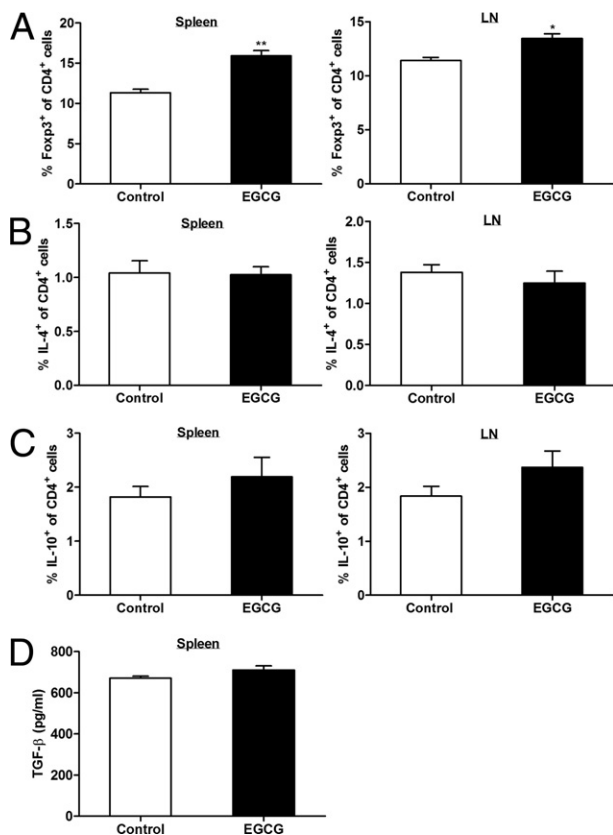 A
Spleen
% Foxp3⁺ of CD4⁺ cells
20
15
10
5
0
**
Control EGCG
LN
% Foxp3⁺ of CD4⁺ cells
15
10
5
0
*
Control EGCG
B
Spleen
% IL-4⁺ of CD4⁺ cells
1.5
1.0
0.5
0.0
Control EGCG
LN
% IL-4⁺ of CD4⁺ cells
2.0
1.5
1.0
0.5
0.0
Control EGCG
C
Spleen
% IL-10⁺ of CD4⁺ cells
3
2
1
0
Control EGCG
LN
% IL-10⁺ of CD4⁺ cells
3
2
1
0
Control EGCG
D
Spleen
TGF-β (pg/ml)
800
600
400
200
0
Control EGCG